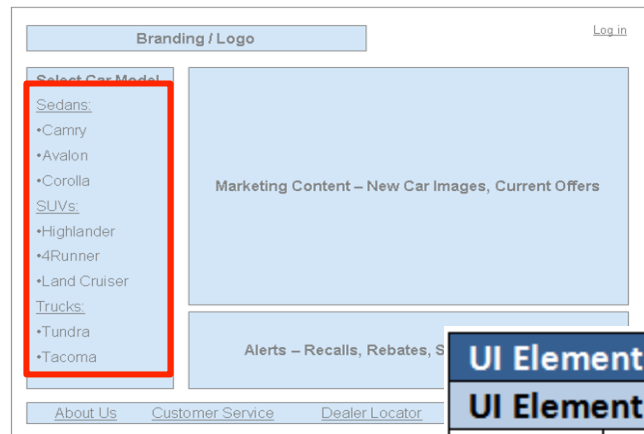 Branding / Logo
Log in
Select Car Model
Sedans:
•Camry
•Avalon
•Corolla
SUVs:
•Highlander
•4Runner
•Land Cruiser
Trucks:
•Tundra
•Tacoma
Marketing Content – New Car Images, Current Offers
Alerts – Recalls, Rebates, S
UI Element
UI Element
About Us Customer Service Dealer Locator